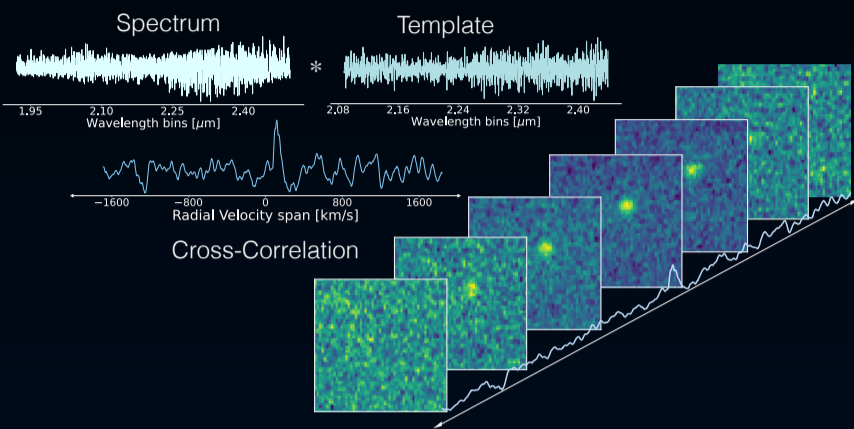 Spectrum
Template
*
1.95 2.10 2.25 2.40
Wavelength bins [μm]
2.08 2.16 2.24 2.32 2.40
Wavelength bins [μm]
−1600 −800 0 800 1600
Radial Velocity span [km/s]
Cross-Correlation